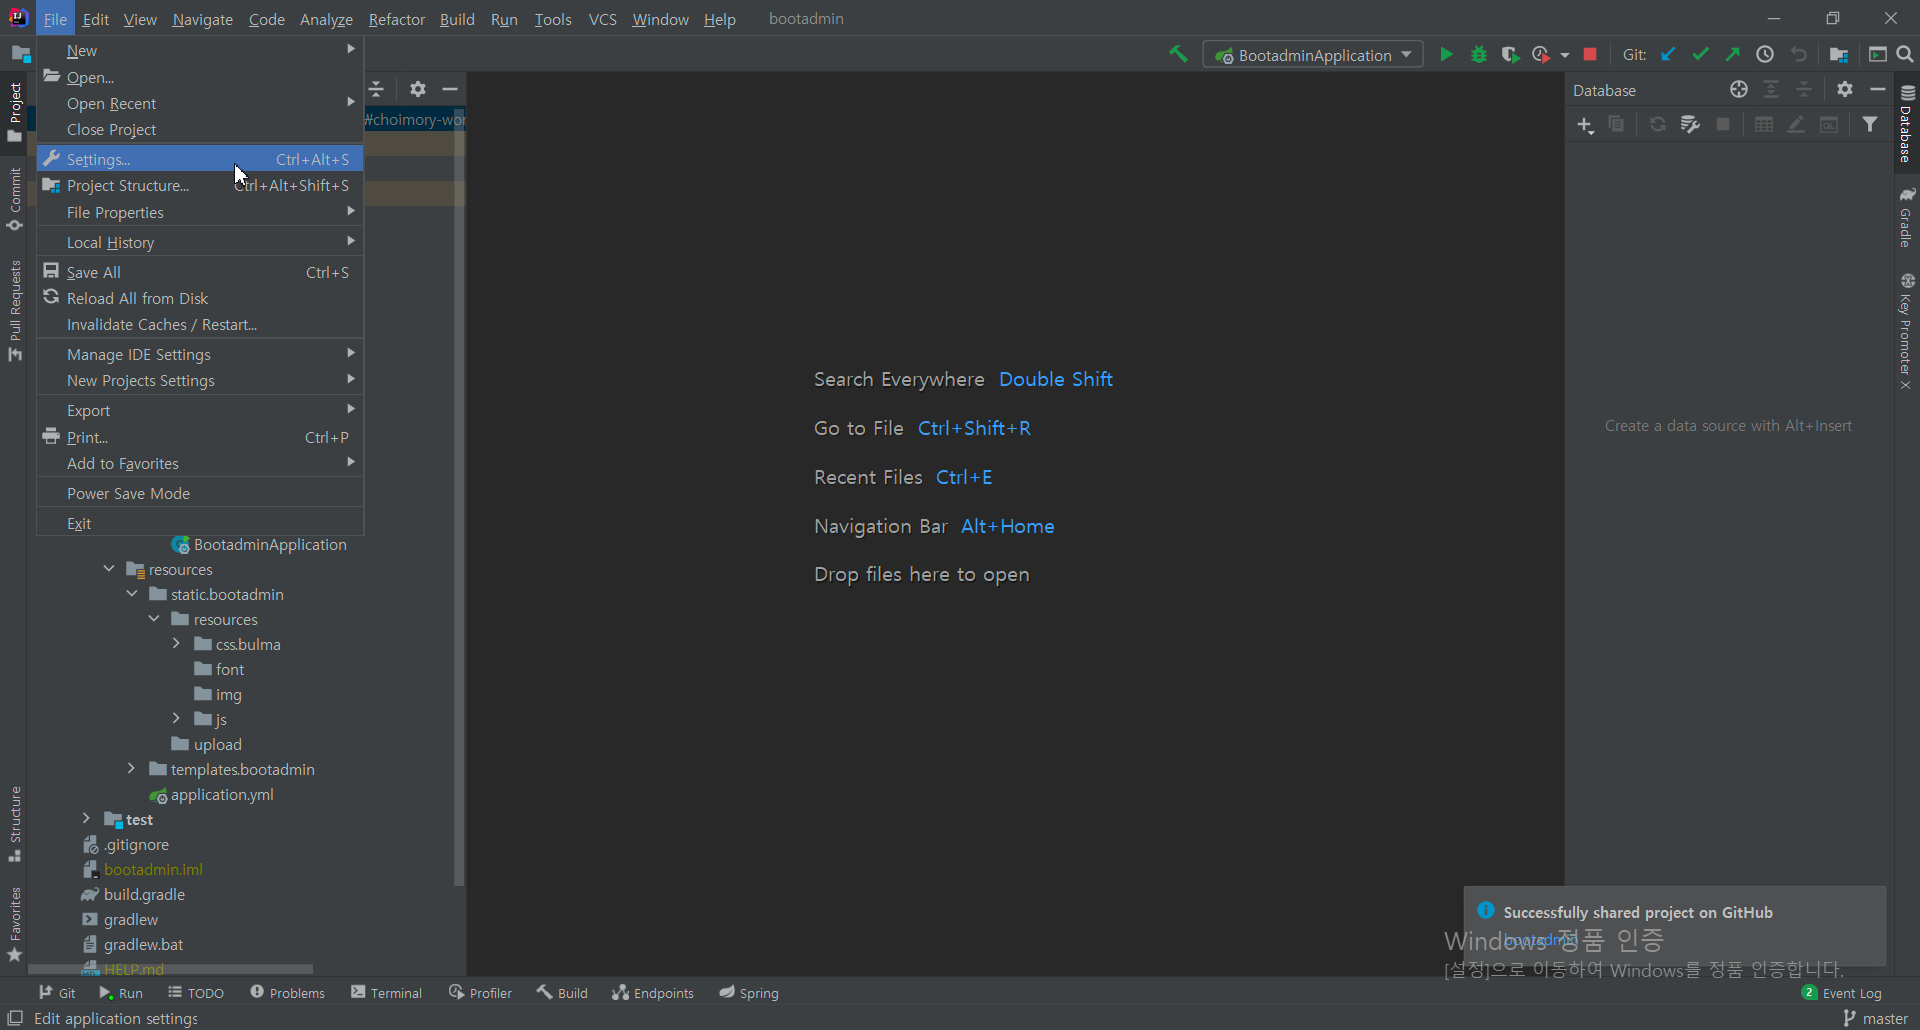 File Edit View Navigate Code Analyze Refactor Build Run Tools VCS Window Help bootadmin
BootadminApplication Git:
New
Open...
Open Recent
Close Project
Settings... Ctrl+Alt+S
Project Structure... Ctrl+Alt+Shift+S
File Properties
Local History
Save All Ctrl+S
Reload All from Disk
Invalidate Caches / Restart...
Manage IDE Settings
New Projects Settings
Export
Print... Ctrl+P
Add to Favorites
Power Save Mode
Exit
#choimory-wor
BootadminApplication
resources
static.bootadmin
resources
css.bulma
font
img
js
upload
templates.bootadmin
application.yml
test
.gitignore
bootadmin.iml
build.gradle
gradlew
gradlew.bat
HELP.md
Project
Commit
Pull Requests
Structure
Favorites
Search Everywhere Double Shift
Go to File Ctrl+Shift+R
Recent Files Ctrl+E
Navigation Bar Alt+Home
Drop files here to open
Database
Create a data source with Alt+Insert
Database
Gradle
Key Promoter X
Successfully shared project on GitHub
bootadmin
Windows 정품 인증
[설정]으로 이동하여 Windows를 정품 인증합니다.
Git Run TODO Problems Terminal Profiler Build Endpoints Spring 2 Event Log
Edit application settings master